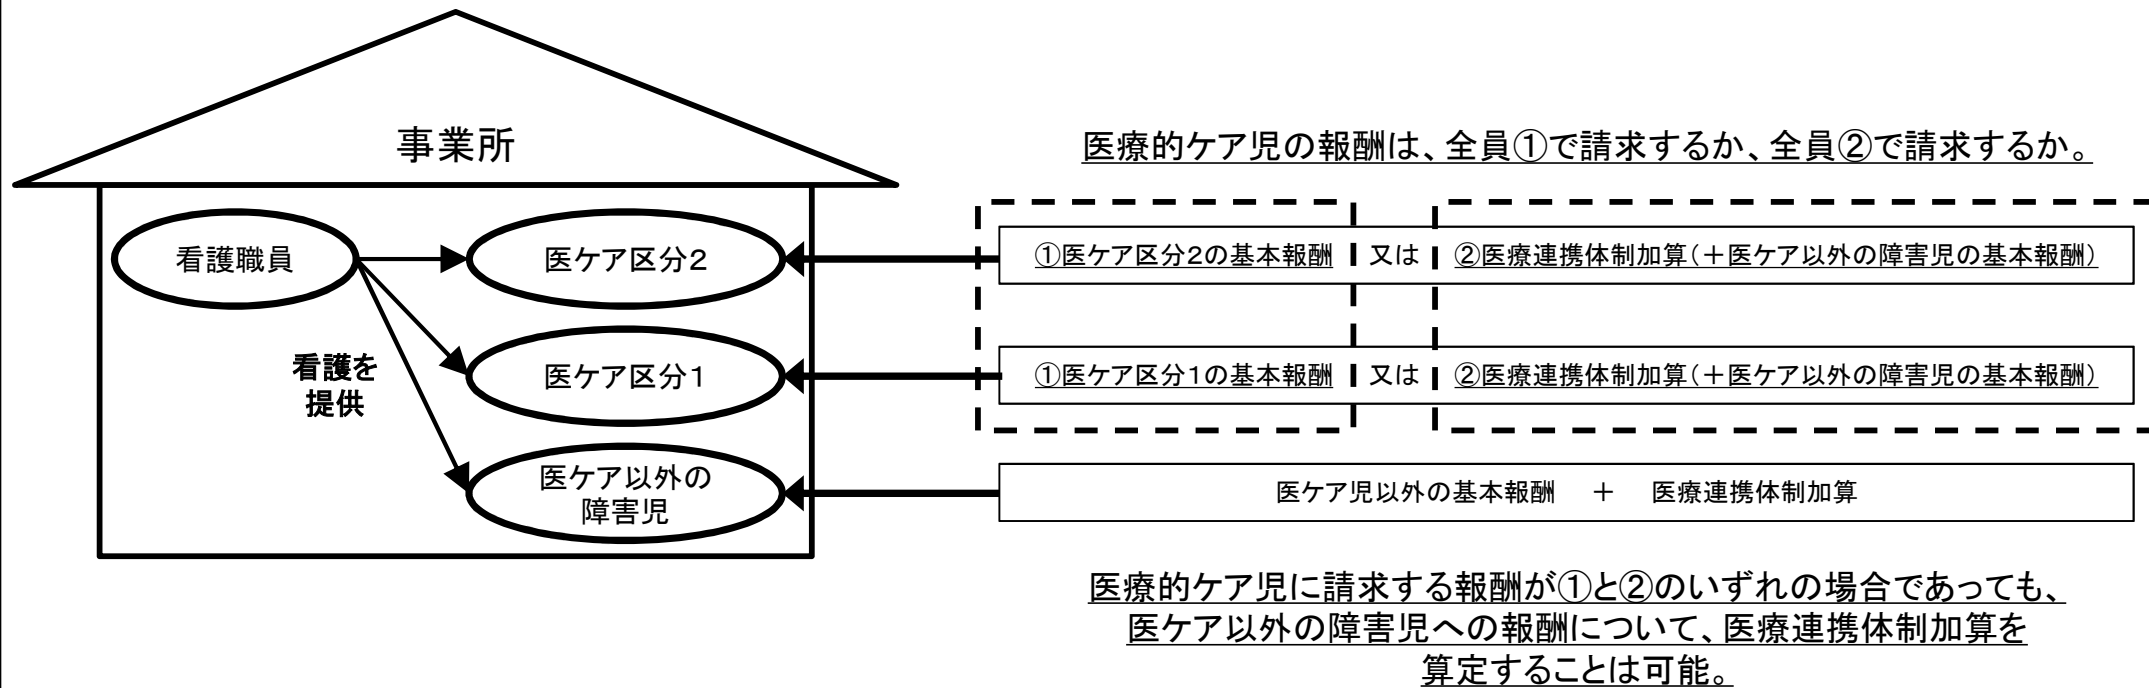 事業所
医療的ケア児の報酬は、全員①で請求するか、全員②で請求するか。
看護職員
医ケア区分2
①医ケア区分2の基本報酬 又は ②医療連携体制加算(+医ケア以外の障害児の基本報酬)
看護を
提供
医ケア区分1
①医ケア区分1の基本報酬 又は ②医療連携体制加算(+医ケア以外の障害児の基本報酬)
医ケア以外の
障害児
医ケア児以外の基本報酬 + 医療連携体制加算
医療的ケア児に請求する報酬が①と②のいずれの場合であっても、
医ケア以外の障害児への報酬について、医療連携体制加算を
算定することは可能。